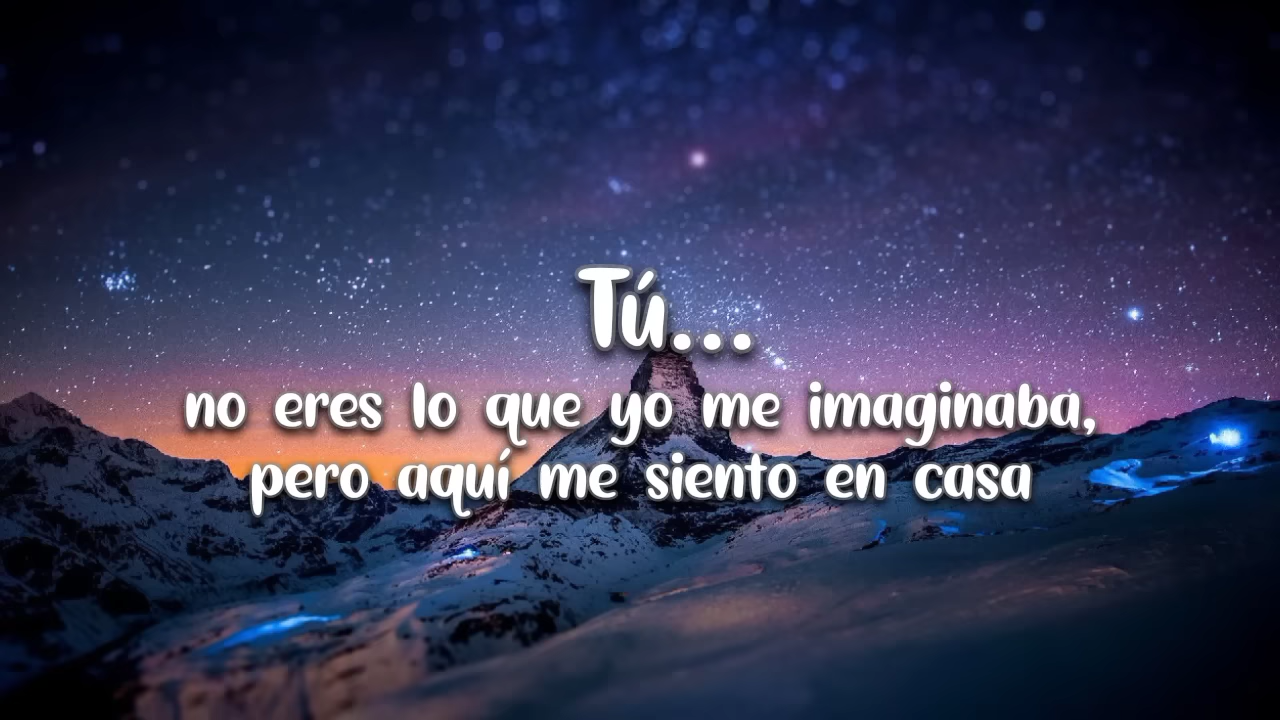 Tú...
no eres lo que yo me imaginaba,
pero aquí me siento en casa